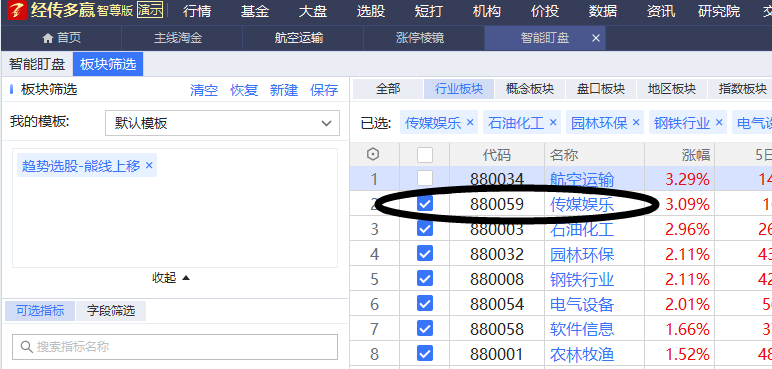 经传多赢 智尊版 演示 行情 基金 大盘 选股 短打 机构 价投 数据 资讯 研究院
首页 主线淘金 航空运输 涨停棱镜 智能盯盘 ×
智能盯盘 板块筛选
板块筛选 清空 恢复 新建 保存
我的模板: 默认模板
趋势选股-熊线上移 ×
收起
可选指标 字段筛选
搜索指标名称
全部 行业板块 概念板块 盘口板块 地区板块 指数板块
已选: 传媒娱乐 × 石油化工 × 园林环保 × 钢铁行业 × 电气设
代码 名称 涨幅 5日
1 880034 航空运输 3.29% 14
2 880059 传媒娱乐 3.09% 1
3 880003 石油化工 2.96% 26
4 880032 园林环保 2.11% 43
5 880008 钢铁行业 2.11% 42
6 880054 电气设备 2.01% 5
7 880058 软件信息 1.66% 3
8 880001 农林牧渔 1.52% 48